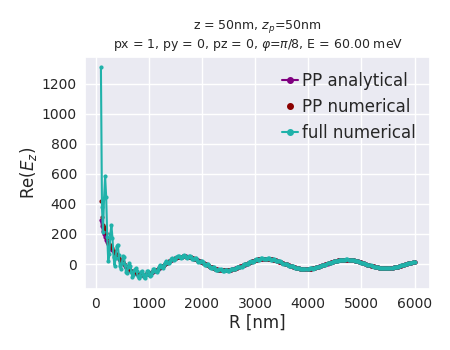 z = 50nm, z_p=50nm
px = 1, py = 0, pz = 0, φ=π/8, E = 60.00 meV
Re(E_z)
1200
1000
800
600
400
200
0
PP analytical
PP numerical
full numerical
0 1000 2000 3000 4000 5000 6000
R [nm]